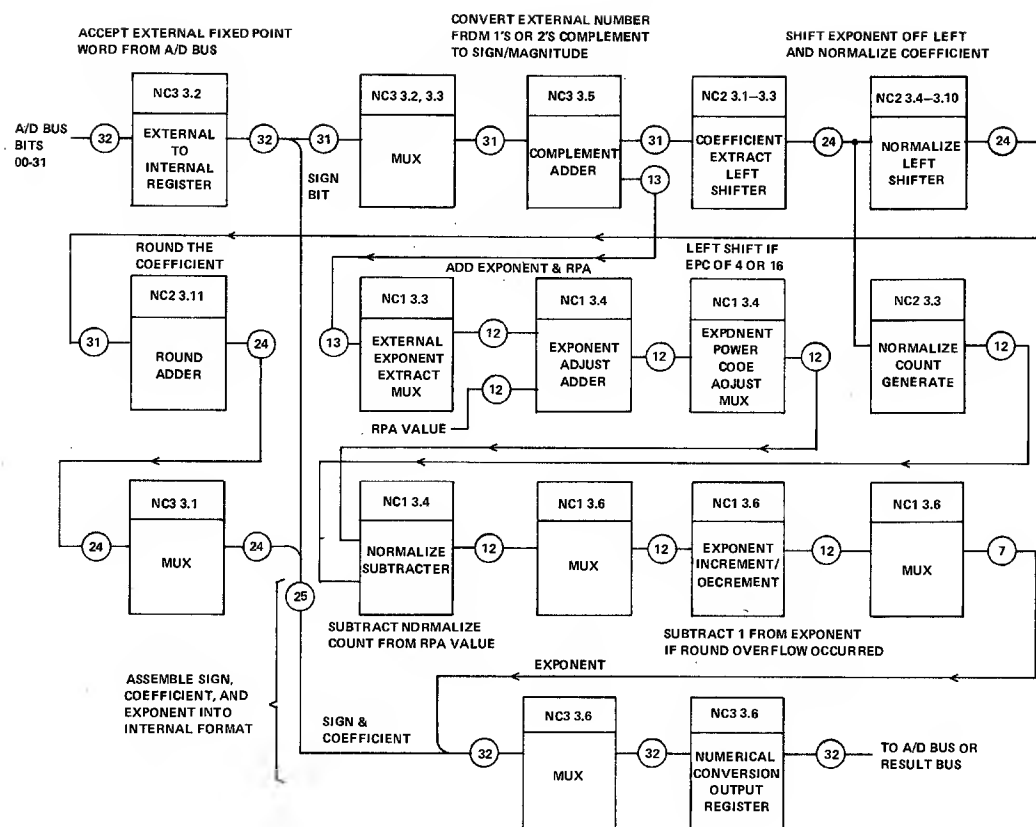 ACCEPT EXTERNAL FIXED POINT
WORD FROM A/D BUS
CONVERT EXTERNAL NUMBER
FRDM 1'S OR 2'S COMPLEMENT
TO SIGN/MAGNITUDE
SHIFT EXPONENT OFF LEFT
AND NORMALIZE COEFFICIENT
A/D BUS
BITS
00-31
32
NC3 3.2
EXTERNAL
TO
INTERNAL
REGISTER
32
SIGN
BIT
31
NC3 3.2, 3.3
MUX
31
NC3 3.5
COMPLEMENT
ADDER
31
13
NC2 3.1–3.3
COEFFICIENT
EXTRACT
LEFT
SHIFTER
24
NC2 3.4–3.10
NORMALIZE
LEFT
SHIFTER
24
ROUND THE
COEFFICIENT
31
NC2 3.11
ROUND
ADDER
24
ADD EXPONENT & RPA
13
NC1 3.3
EXTERNAL
EXPONENT
EXTRACT
MUX
12
12
RPA VALUE
NC1 3.4
EXPONENT
ADJUST
ADDER
12
LEFT SHIFT IF
EPC OF 4 OR 16
NC1 3.4
EXPDNENT
POWER
CODE
AOJUST
MUX
12
NC2 3.3
NORMALIZE
COUNT
GENERATE
12
24
NC3 3.1
MUX
24
25
NC1 3.4
NORMALIZE
SUBTRACTER
12
NC1 3.6
MUX
12
NC1 3.6
EXPONENT
INCREMENT/
OECREMENT
12
NC1 3.6
MUX
7
SUBTRACT NDRMALIZE
COUNT FROM RPA VALUE
SUBTRACT 1 FROM EXPONENT
IF ROUND OVERFLOW OCCURRED
EXPONENT
ASSEMBLE SIGN,
COEFFICIENT, AND
EXPONENT INTO
INTERNAL FORMAT
SIGN &
COEFFICIENT
32
NC3 3.6
MUX
32
NC3 3.6
NUMERICAL
CONVERSION
OUTPUT
REGISTER
32
TO A/D BUS OR
RESULT BUS